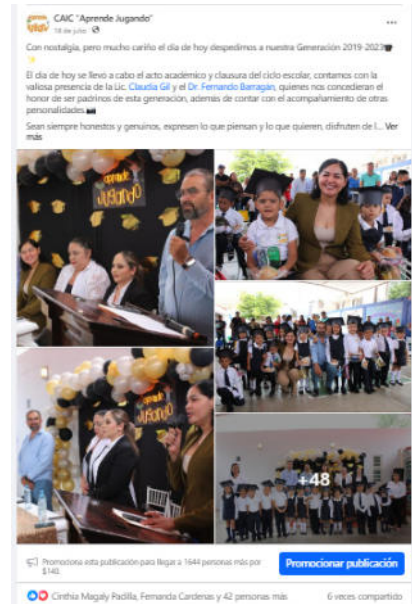 CAIC "Aprende Jugando"
18 de julio
Con nostalgia, pero mucho cariño el día de hoy despedimos a nuestra Generación 2019-2023
El día de hoy se llevó a cabo el acto académico y clausura del ciclo escolar, contamos con la
valiosa presencia de la Lic. Claudia Gil y el Dr. Fernando Barragán, quienes nos concedieran el
honor de ser padrinos de esta generación, además de contar con el acompañamiento de otras
personalidades.
Sean siempre honestos y genuinos, expresen lo que piensan y lo que quieren, disfruten de l... Ver
más
aprende
Jugando
aprende
Jugando
+48
Promociona esta publicación para llegar a 1644 personas más por
$140.
Promocionar publicación
Cinthia Magaly Padilla, Fernanda Cardenas y 42 personas más
6 veces compartido